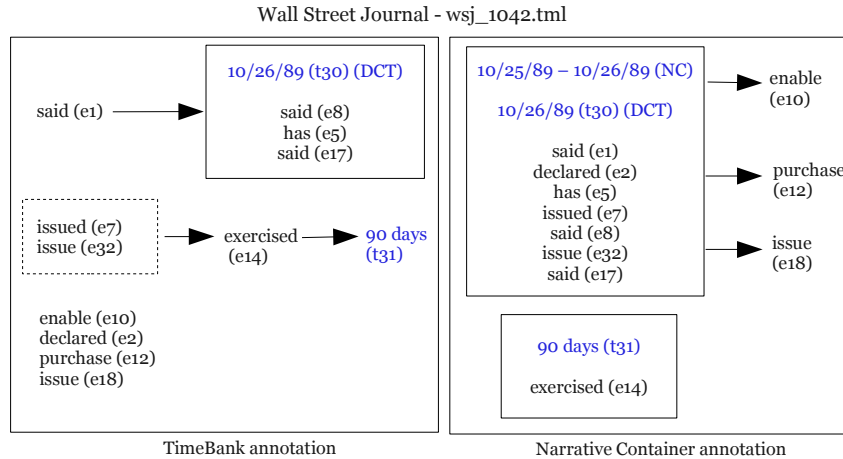 Wall Street Journal - wsj_1042.tml
10/26/89 (t30) (DCT)
said (e1)
said (e8)
has (e5)
said (e17)
issued (e7)
issue (e32)
exercised
(e14)
90 days
(t31)
enable (e10)
declared (e2)
purchase (e12)
issue (e18)
TimeBank annotation
10/25/89 – 10/26/89 (NC)
10/26/89 (t30) (DCT)
said (e1)
declared (e2)
has (e5)
issued (e7)
said (e8)
issue (e32)
said (e17)
enable
(e10)
purchase
(e12)
issue
(e18)
90 days (t31)
exercised (e14)
Narrative Container annotation